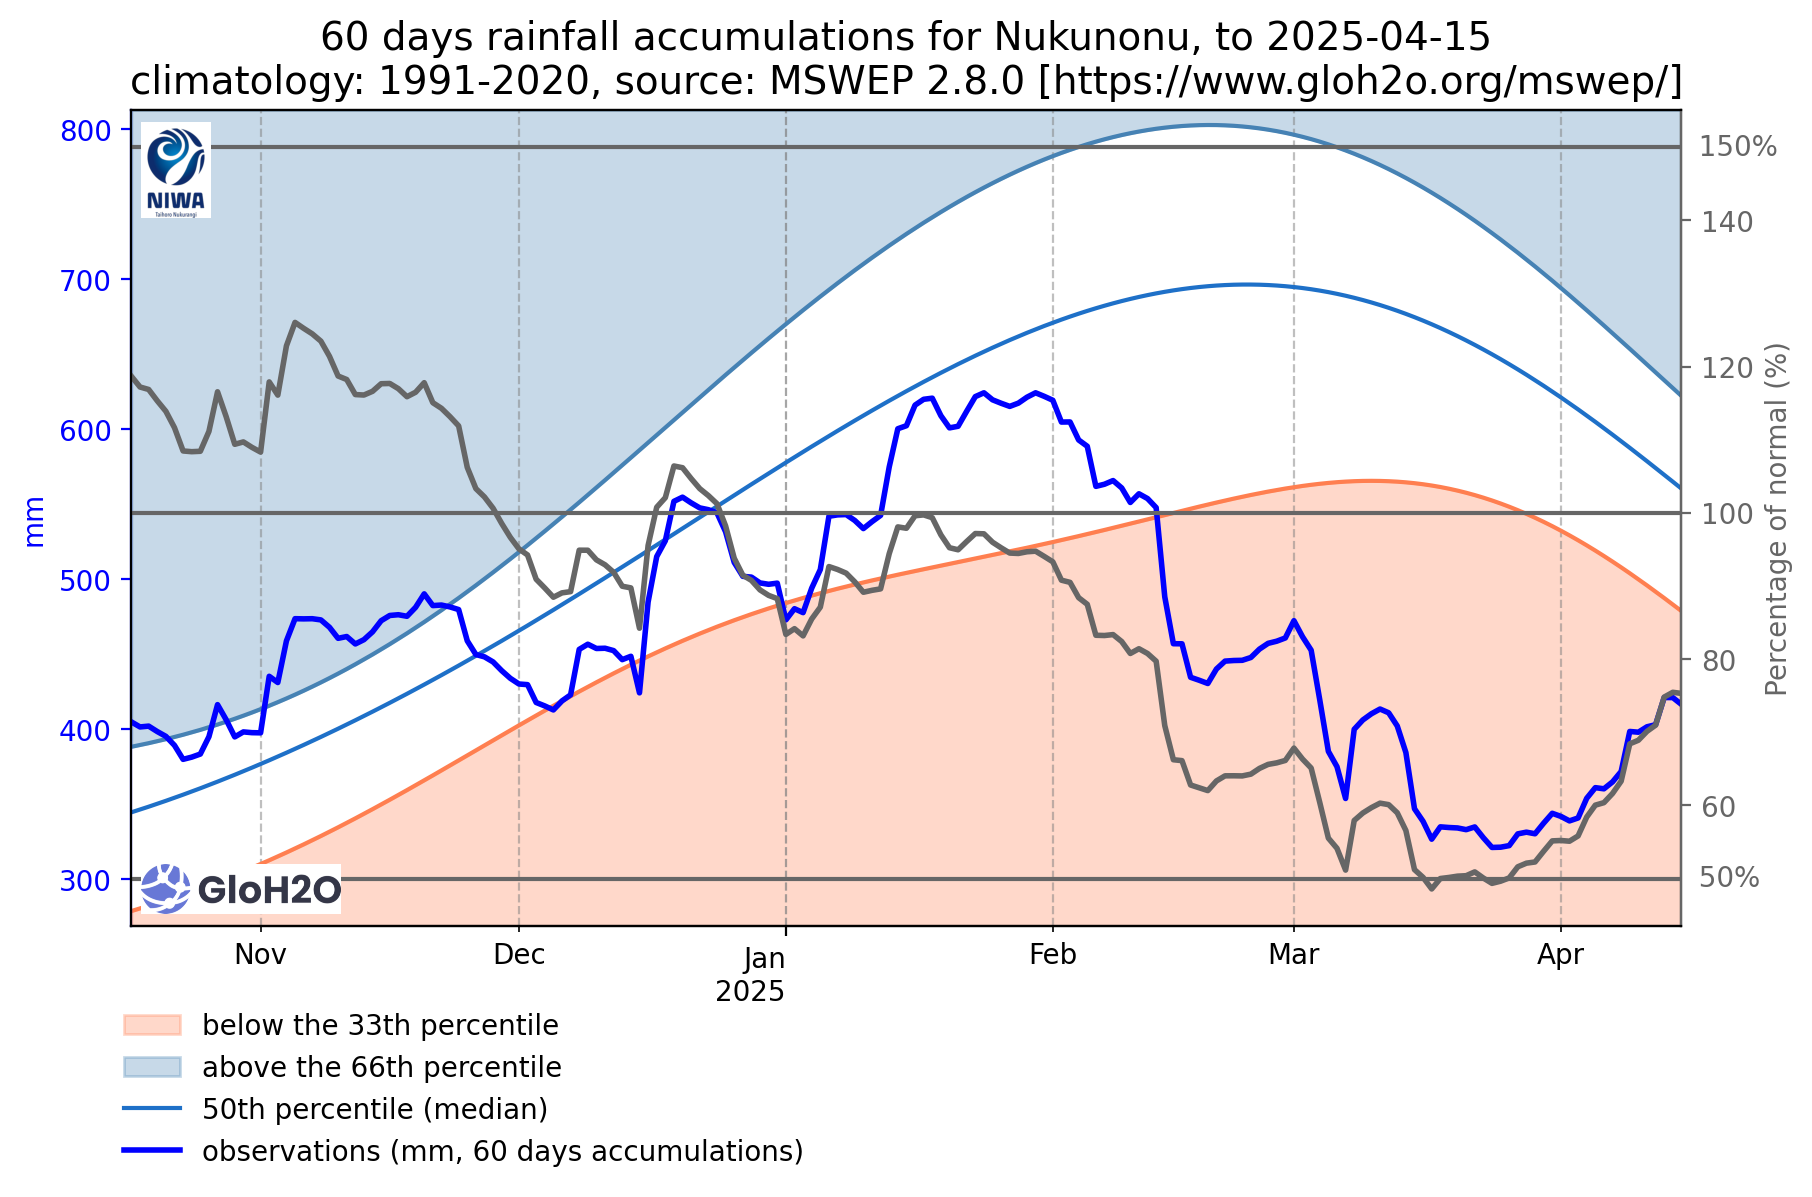 60 days rainfall accumulations for Nukunonu, to 2025-04-15
climatology: 1991-2020, source: MSWEP 2.8.0 [https://www.gloh2o.org/mswep/]
800
700
600
500
400
300
mm
NIWA
Taihoro Nukurangi
GloH2O
150%
140
120
100
80
60
50%
Percentage of normal (%)
Nov
Dec
Jan
2025
Feb
Mar
Apr
below the 33th percentile
above the 66th percentile
50th percentile (median)
observations (mm, 60 days accumulations)